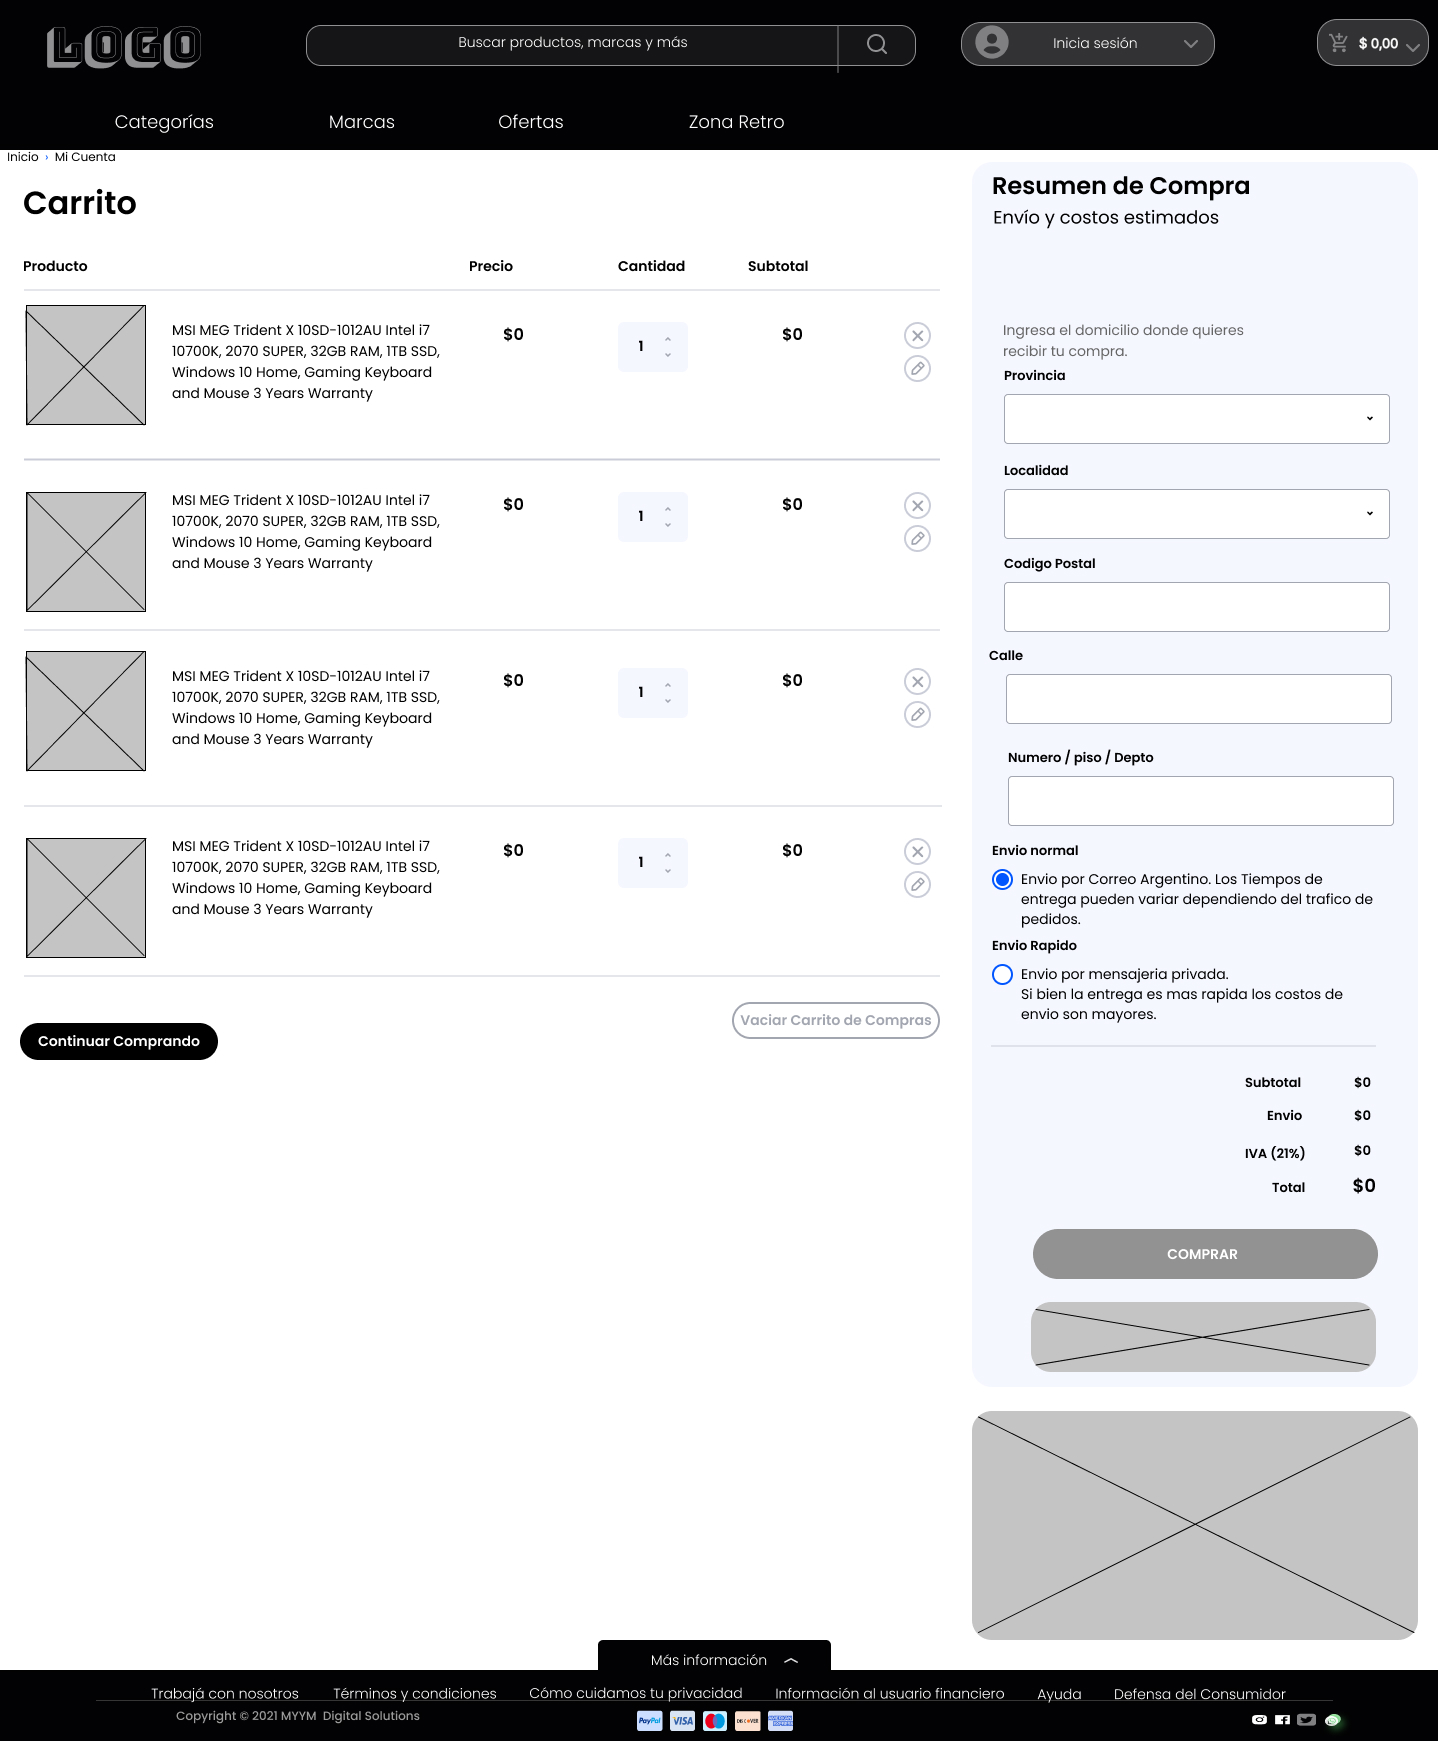 LOGO
Buscar productos, marcas y más
Inicia sesión
$ 0,00
Categorías
Marcas
Ofertas
Zona Retro
Inicio › Mi Cuenta
Carrito
Producto
Precio
Cantidad
Subtotal
MSI MEG Trident X 10SD-1012AU Intel i7
10700K, 2070 SUPER, 32GB RAM, 1TB SSD,
Windows 10 Home, Gaming Keyboard
and Mouse 3 Years Warranty
$0
1
$0
MSI MEG Trident X 10SD-1012AU Intel i7
10700K, 2070 SUPER, 32GB RAM, 1TB SSD,
Windows 10 Home, Gaming Keyboard
and Mouse 3 Years Warranty
$0
1
$0
MSI MEG Trident X 10SD-1012AU Intel i7
10700K, 2070 SUPER, 32GB RAM, 1TB SSD,
Windows 10 Home, Gaming Keyboard
and Mouse 3 Years Warranty
$0
1
$0
MSI MEG Trident X 10SD-1012AU Intel i7
10700K, 2070 SUPER, 32GB RAM, 1TB SSD,
Windows 10 Home, Gaming Keyboard
and Mouse 3 Years Warranty
$0
1
$0
Continuar Comprando
Vaciar Carrito de Compras
Resumen de Compra
Envío y costos estimados
Ingresa el domicilio donde quieres
recibir tu compra.
Provincia
Localidad
Codigo Postal
Calle
Numero / piso / Depto
Envio normal
Envio por Correo Argentino. Los Tiempos de
entrega pueden variar dependiendo del trafico de
pedidos.
Envio Rapido
Envio por mensajeria privada.
Si bien la entrega es mas rapida los costos de
envio son mayores.
Subtotal $0
Envio $0
IVA (21%) $0
Total $0
COMPRAR
Más información
Trabajá con nosotros
Términos y condiciones
Cómo cuidamos tu privacidad
Información al usuario financiero
Ayuda
Defensa del Consumidor
Copyright © 2021 MYYM Digital Solutions
PayPal
VISA
DISCOVER
AMERICAN EXPRESS